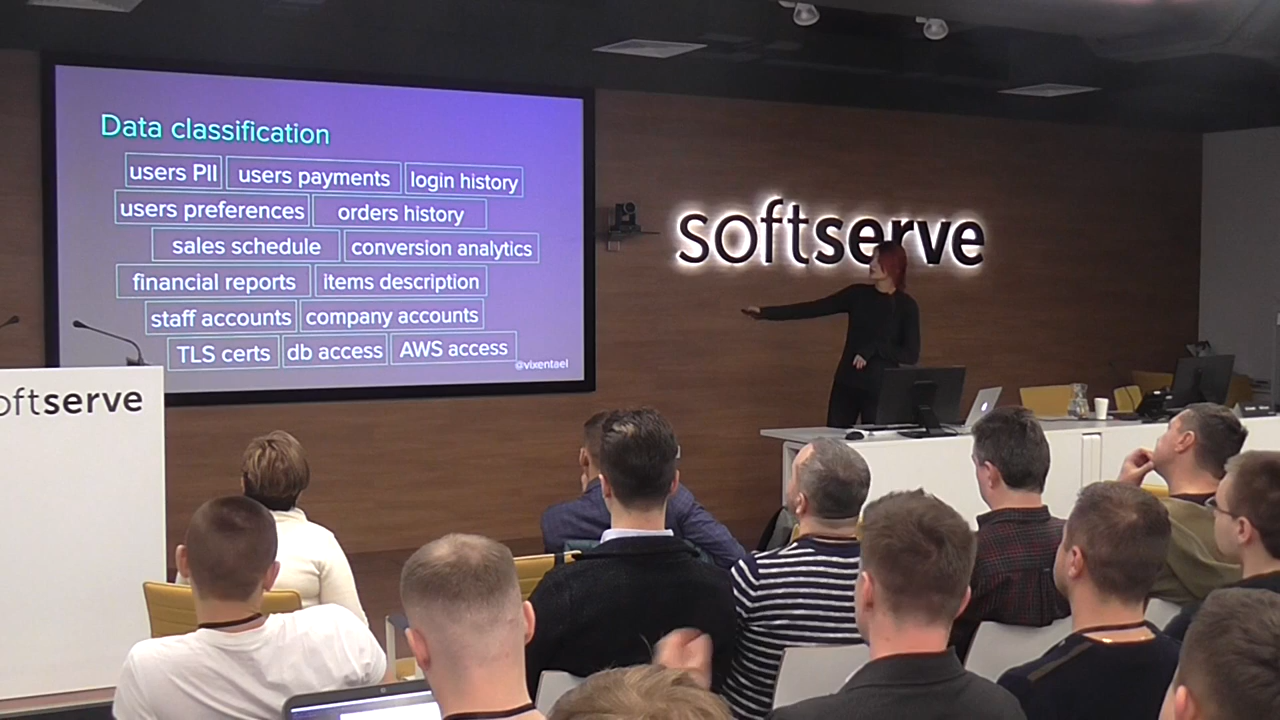 Data classification
users PII users payments login history
users preferences orders history
sales schedule conversion analytics
financial reports items description
staff accounts company accounts
TLS certs db access AWS access
@vixentael
softserve
oftserve